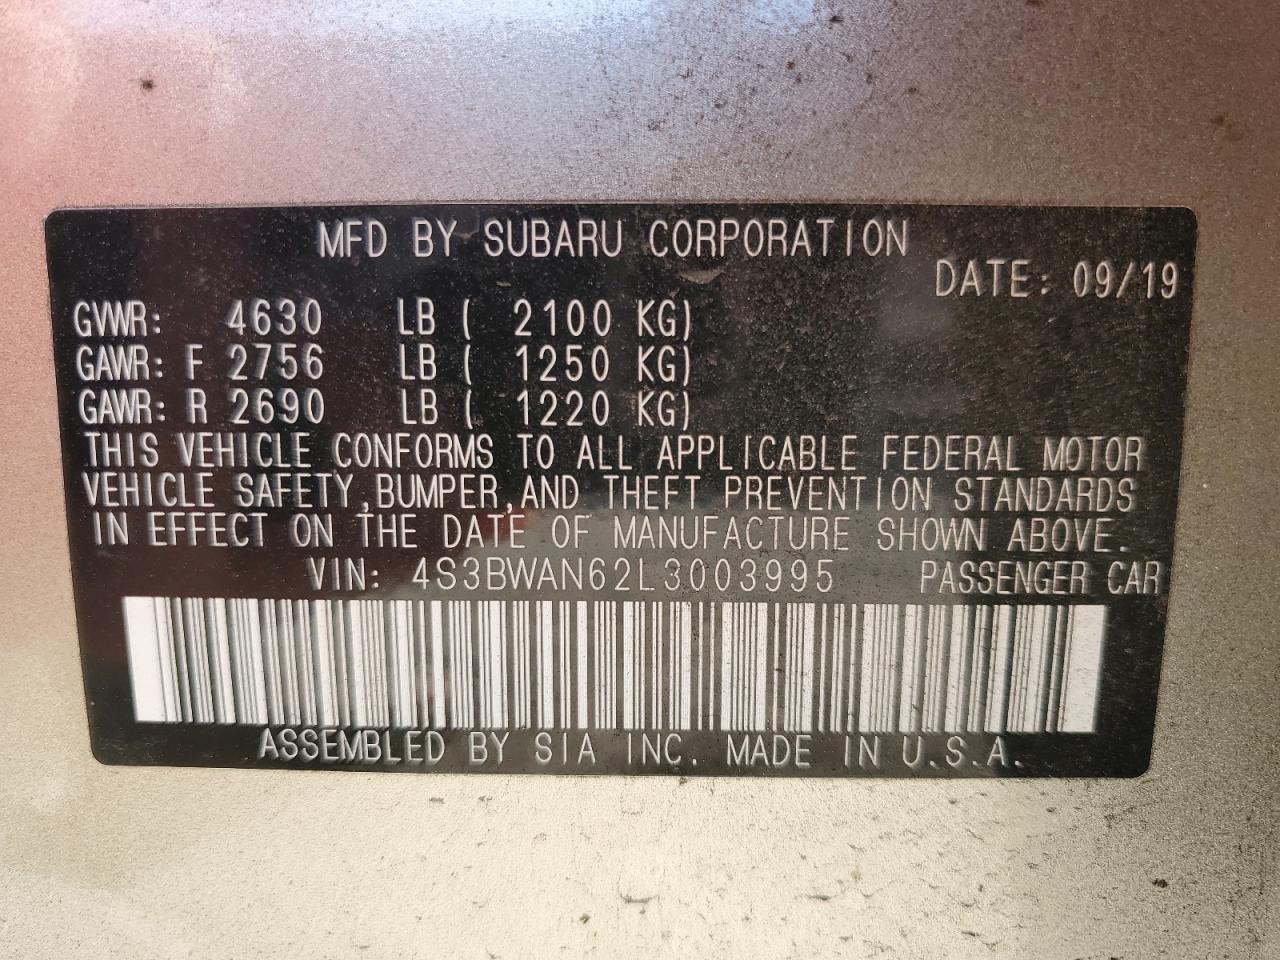 MFD BY SUBARU CORPORATION
DATE: 09/19
GVWR: 4630 LB ( 2100 KG)
GAWR: F 2756 LB ( 1250 KG)
GAWR: R 2690 LB ( 1220 KG)
THIS VEHICLE CONFORMS TO ALL APPLICABLE FEDERAL MOTOR
VEHICLE SAFETY,BUMPER,AND THEFT PREVENTION STANDARDS
IN EFFECT ON THE DATE OF MANUFACTURE SHOWN ABOVE.
VIN: 4S3BWAN62L3003995 PASSENGER CAR
ASSEMBLED BY SIA INC. MADE IN U.S.A.